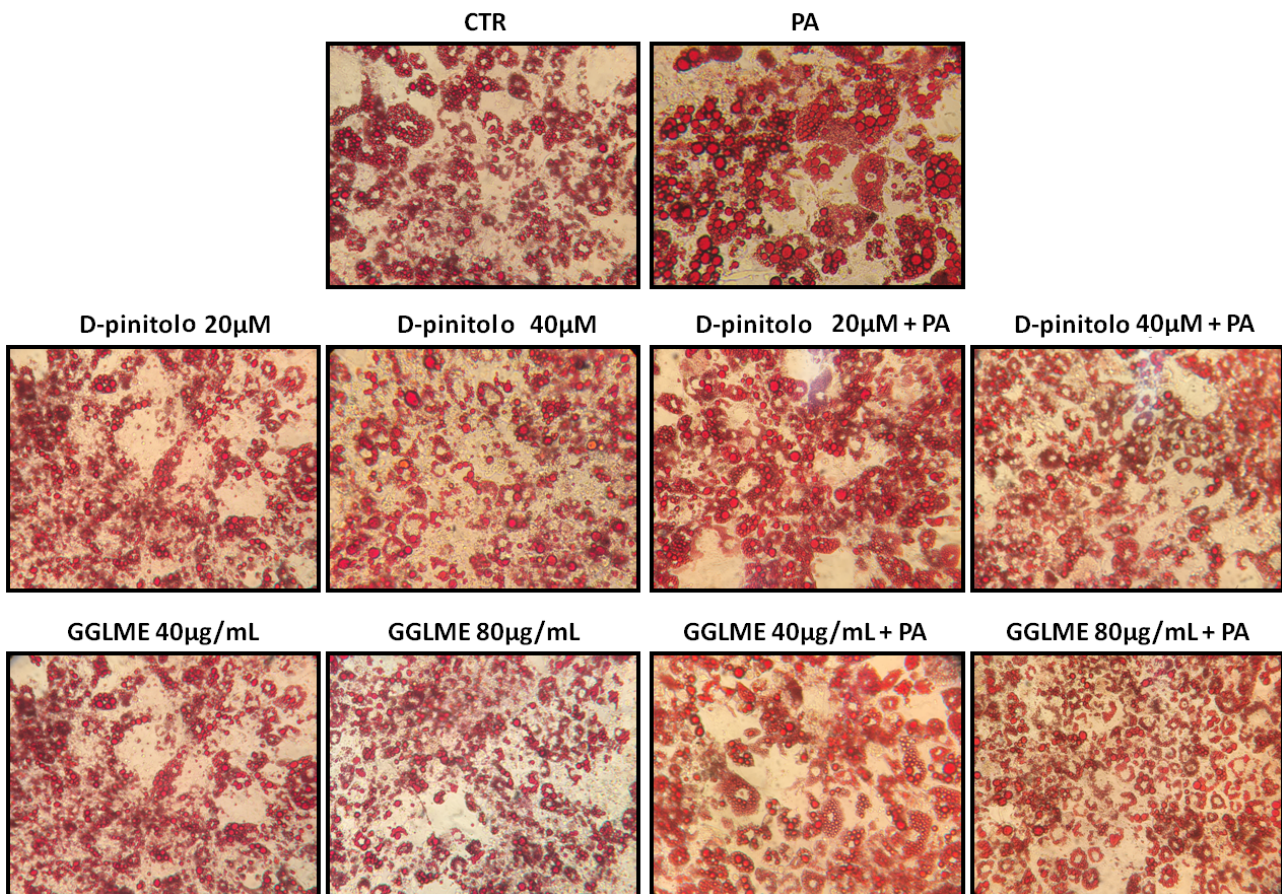 CTR
PA
D-pinitolo 20µM
D-pinitolo 40µM
D-pinitolo 20µM + PA
D-pinitolo 40µM + PA
GGLME 40µg/mL
GGLME 80µg/mL
GGLME 40µg/mL + PA
GGLME 80µg/mL + PA